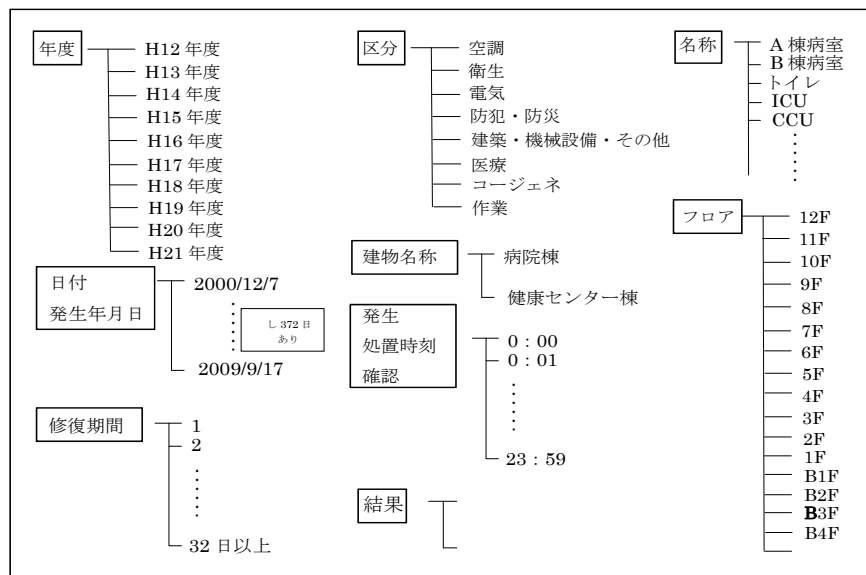 年度
H12 年度
H13 年度
H14 年度
H15 年度
H16 年度
H17 年度
H18 年度
H19 年度
H20 年度
H21 年度
日付
発生年月日
2000/12/7
し 372 日
あり
2009/9/17
修復期間
1
2
32 日以上
区分
空調
衛生
電気
防犯・防災
建築・機械設備・その他
医療
コージェネ
作業
建物名称
病院棟
健康センター棟
発生
処置時刻
確認
0：00
0：01
23：59
結果
名称
A 棟病室
B 棟病室
トイレ
ICU
CCU
フロア
12F
11F
10F
9F
8F
7F
6F
5F
4F
3F
2F
1F
B1F
B2F
B3F
B4F